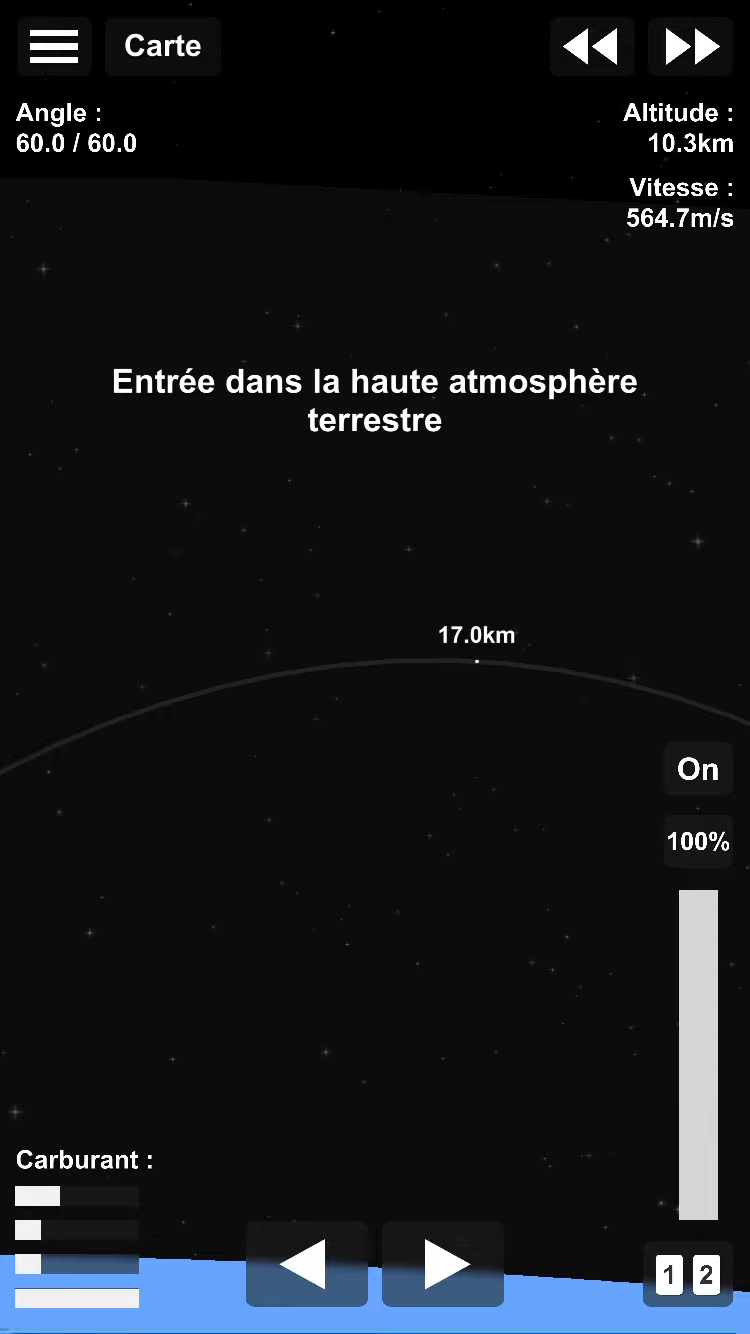 Carte
Angle :
60.0 / 60.0
Altitude :
10.3km
Vitesse :
564.7m/s
Entrée dans la haute atmosphère
terrestre
17.0km
On
100%
Carburant :
1 2